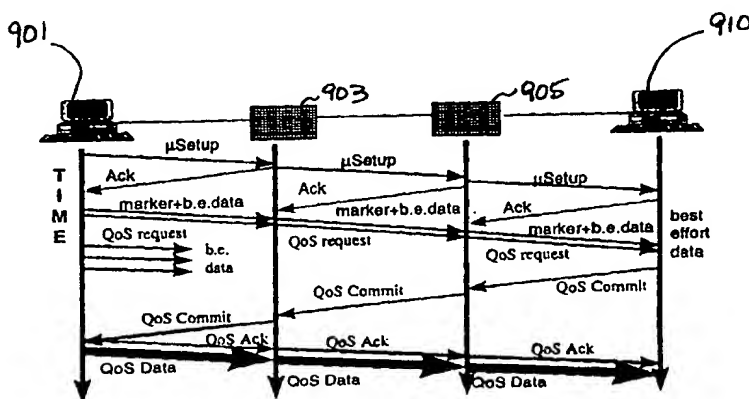 901
903
905
910
TIME
μSetup
μSetup
μSetup
Ack
Ack
Ack
marker+b.e.data
marker+b.e.data
marker+b.e.data
QoS request
QoS request
QoS request
b.e.
data
best
effort
data
QoS Commit
QoS Commit
QoS Commit
QoS Ack
QoS Ack
QoS Ack
QoS Data
QoS Data
QoS Data